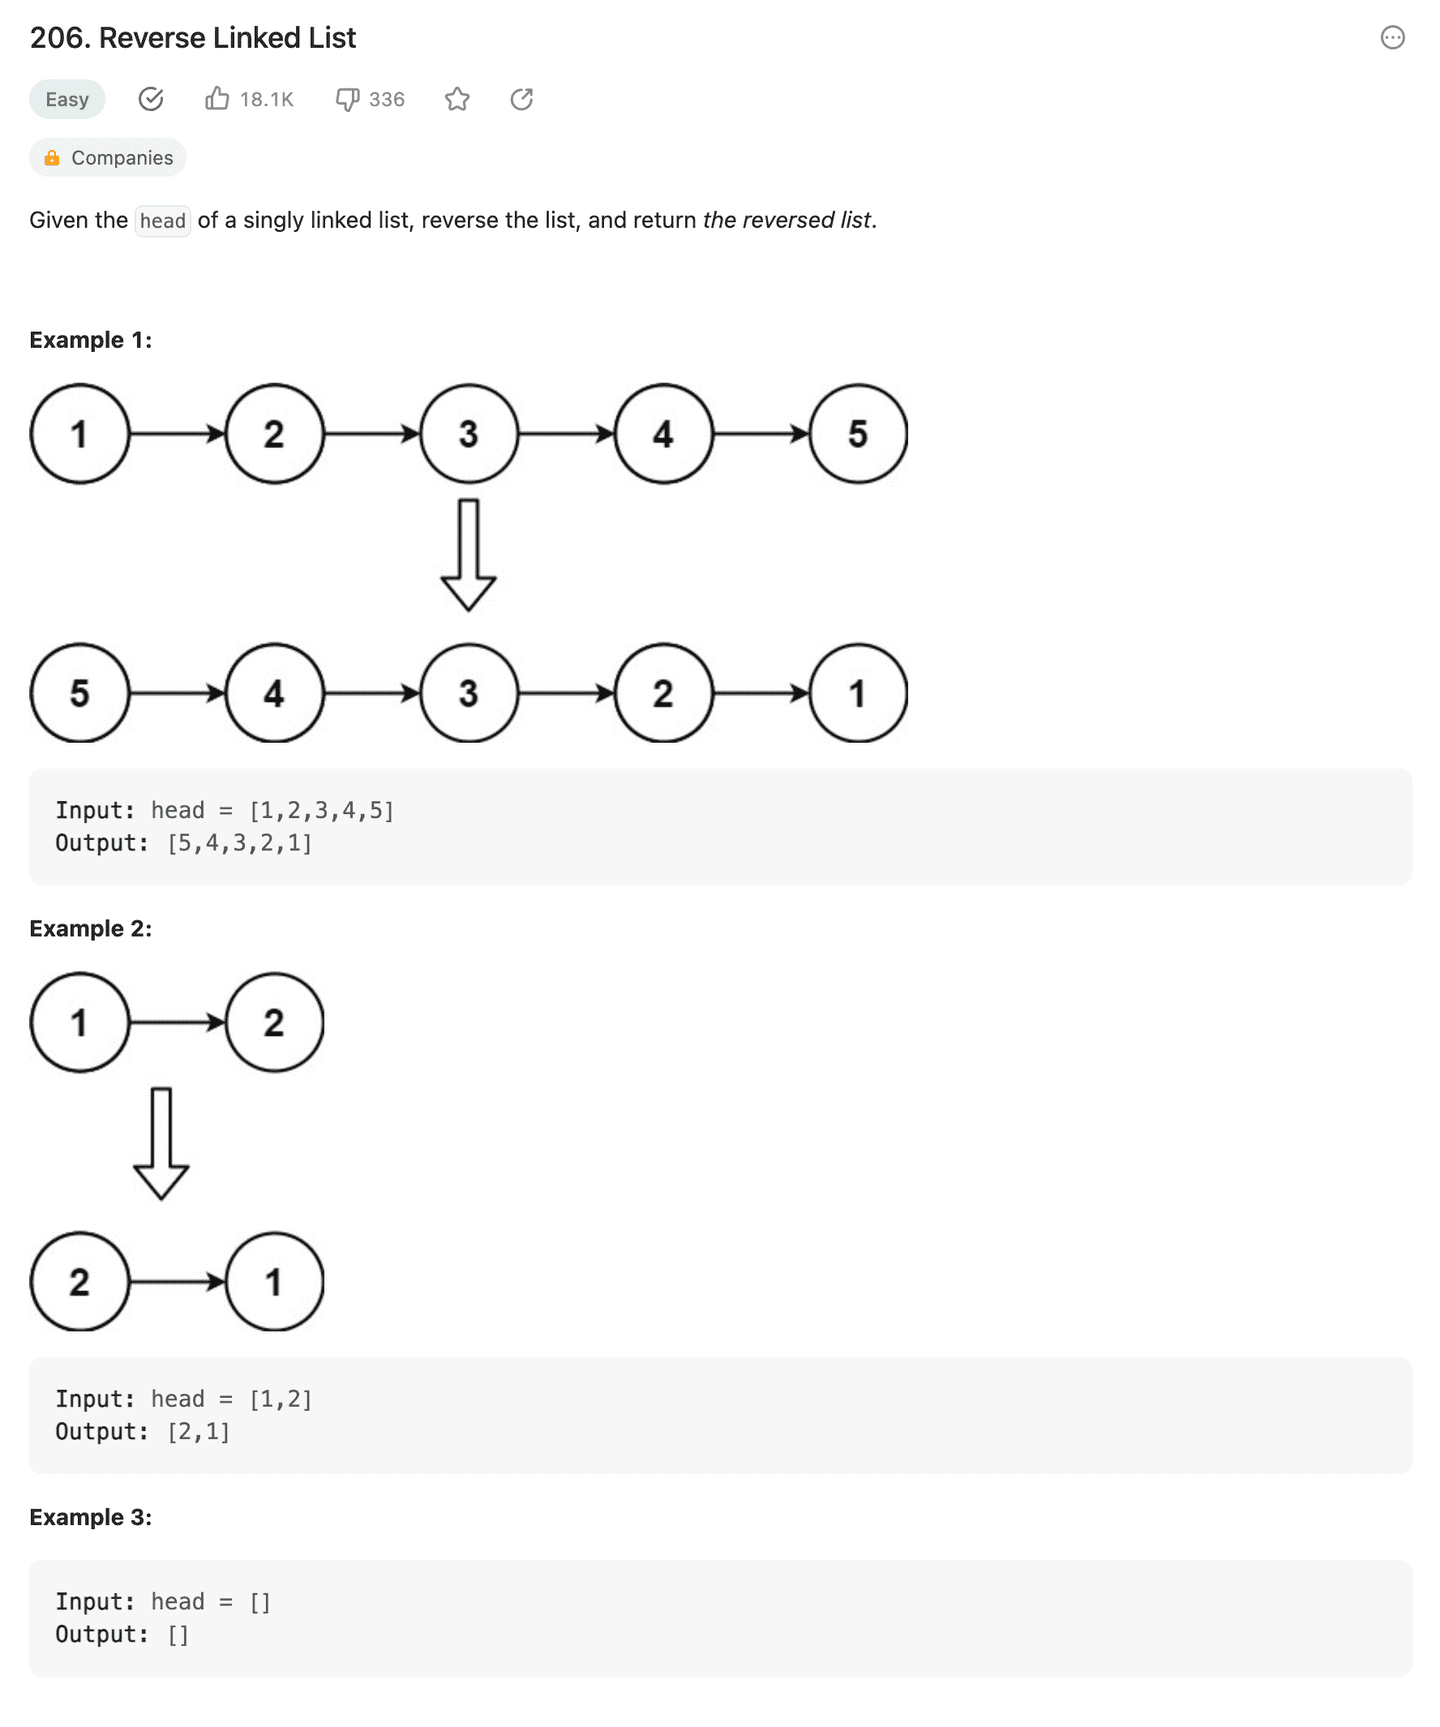 206. Reverse Linked List
Easy 18.1K 336
Companies
Given the head of a singly linked list, reverse the list, and return the reversed list.
Example 1:
1 2 3 4 5
5 4 3 2 1
Input: head = [1,2,3,4,5]
Output: [5,4,3,2,1]
Example 2:
1 2
2 1
Input: head = [1,2]
Output: [2,1]
Example 3:
Input: head = []
Output: []